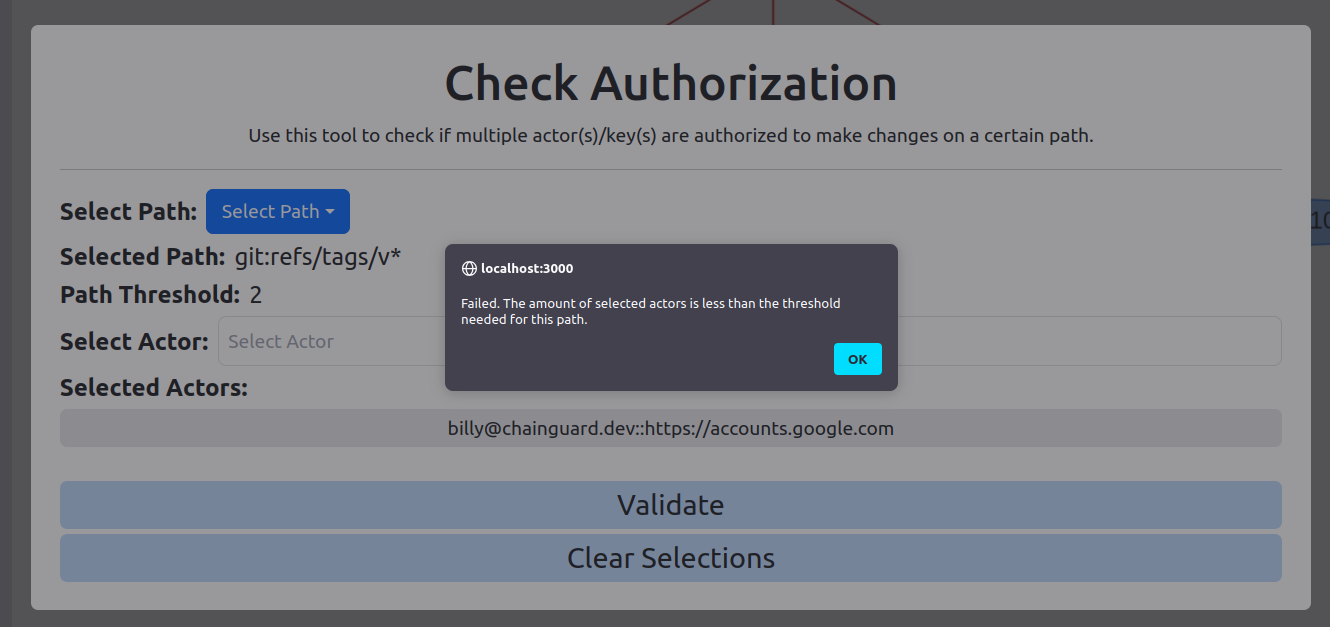 Check Authorization
Use this tool to check if multiple actor(s)/key(s) are authorized to make changes on a certain path.
Select Path: Select Path
Selected Path: git:refs/tags/v*
Path Threshold: 2
localhost:3000
Failed. The amount of selected actors is less than the threshold
needed for this path.
OK
Select Actor: Select Actor
Selected Actors:
billy@chainguard.dev::https://accounts.google.com
Validate
Clear Selections